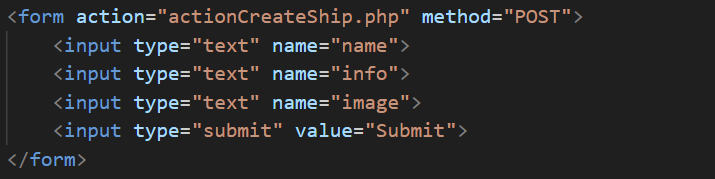 <form action="actionCreateShip.php" method="POST">
<input type="text" name="name">
<input type="text" name="info">
<input type="text" name="image">
<input type="submit" value="Submit">
</form>